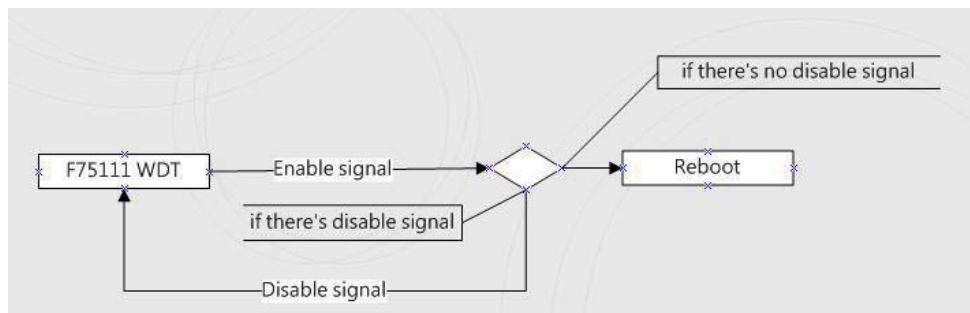 if there's no disable signal
F75111 WDT
Enable signal
Reboot
if there's disable signal
Disable signal